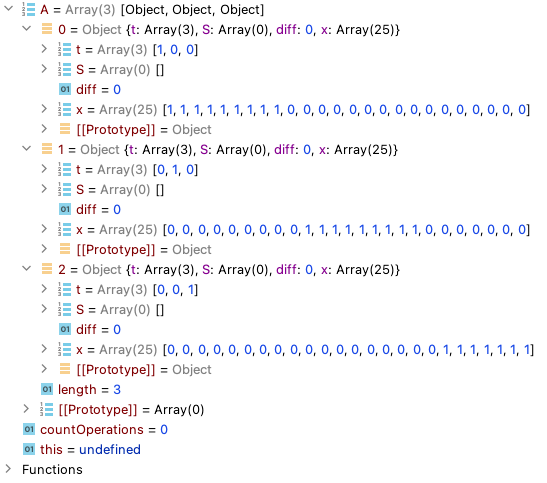 A = Array(3) [Object, Object, Object]
0 = Object {t: Array(3), S: Array(0), diff: 0, x: Array(25)}
t = Array(3) [1, 0, 0]
S = Array(0) []
diff = 0
x = Array(25) [1, 1, 1, 1, 1, 1, 1, 1, 1, 0, 0, 0, 0, 0, 0, 0, 0, 0, 0, 0, 0, 0, 0, 0, 0]
[[Prototype]] = Object
1 = Object {t: Array(3), S: Array(0), diff: 0, x: Array(25)}
t = Array(3) [0, 1, 0]
S = Array(0) []
diff = 0
x = Array(25) [0, 0, 0, 0, 0, 0, 0, 0, 0, 1, 1, 1, 1, 1, 1, 1, 1, 1, 0, 0, 0, 0, 0, 0, 0]
[[Prototype]] = Object
2 = Object {t: Array(3), S: Array(0), diff: 0, x: Array(25)}
t = Array(3) [0, 0, 1]
S = Array(0) []
diff = 0
x = Array(25) [0, 0, 0, 0, 0, 0, 0, 0, 0, 0, 0, 0, 0, 0, 0, 0, 0, 0, 1, 1, 1, 1, 1, 1, 1]
[[Prototype]] = Object
length = 3
[[Prototype]] = Array(0)
countOperations = 0
this = undefined
Functions